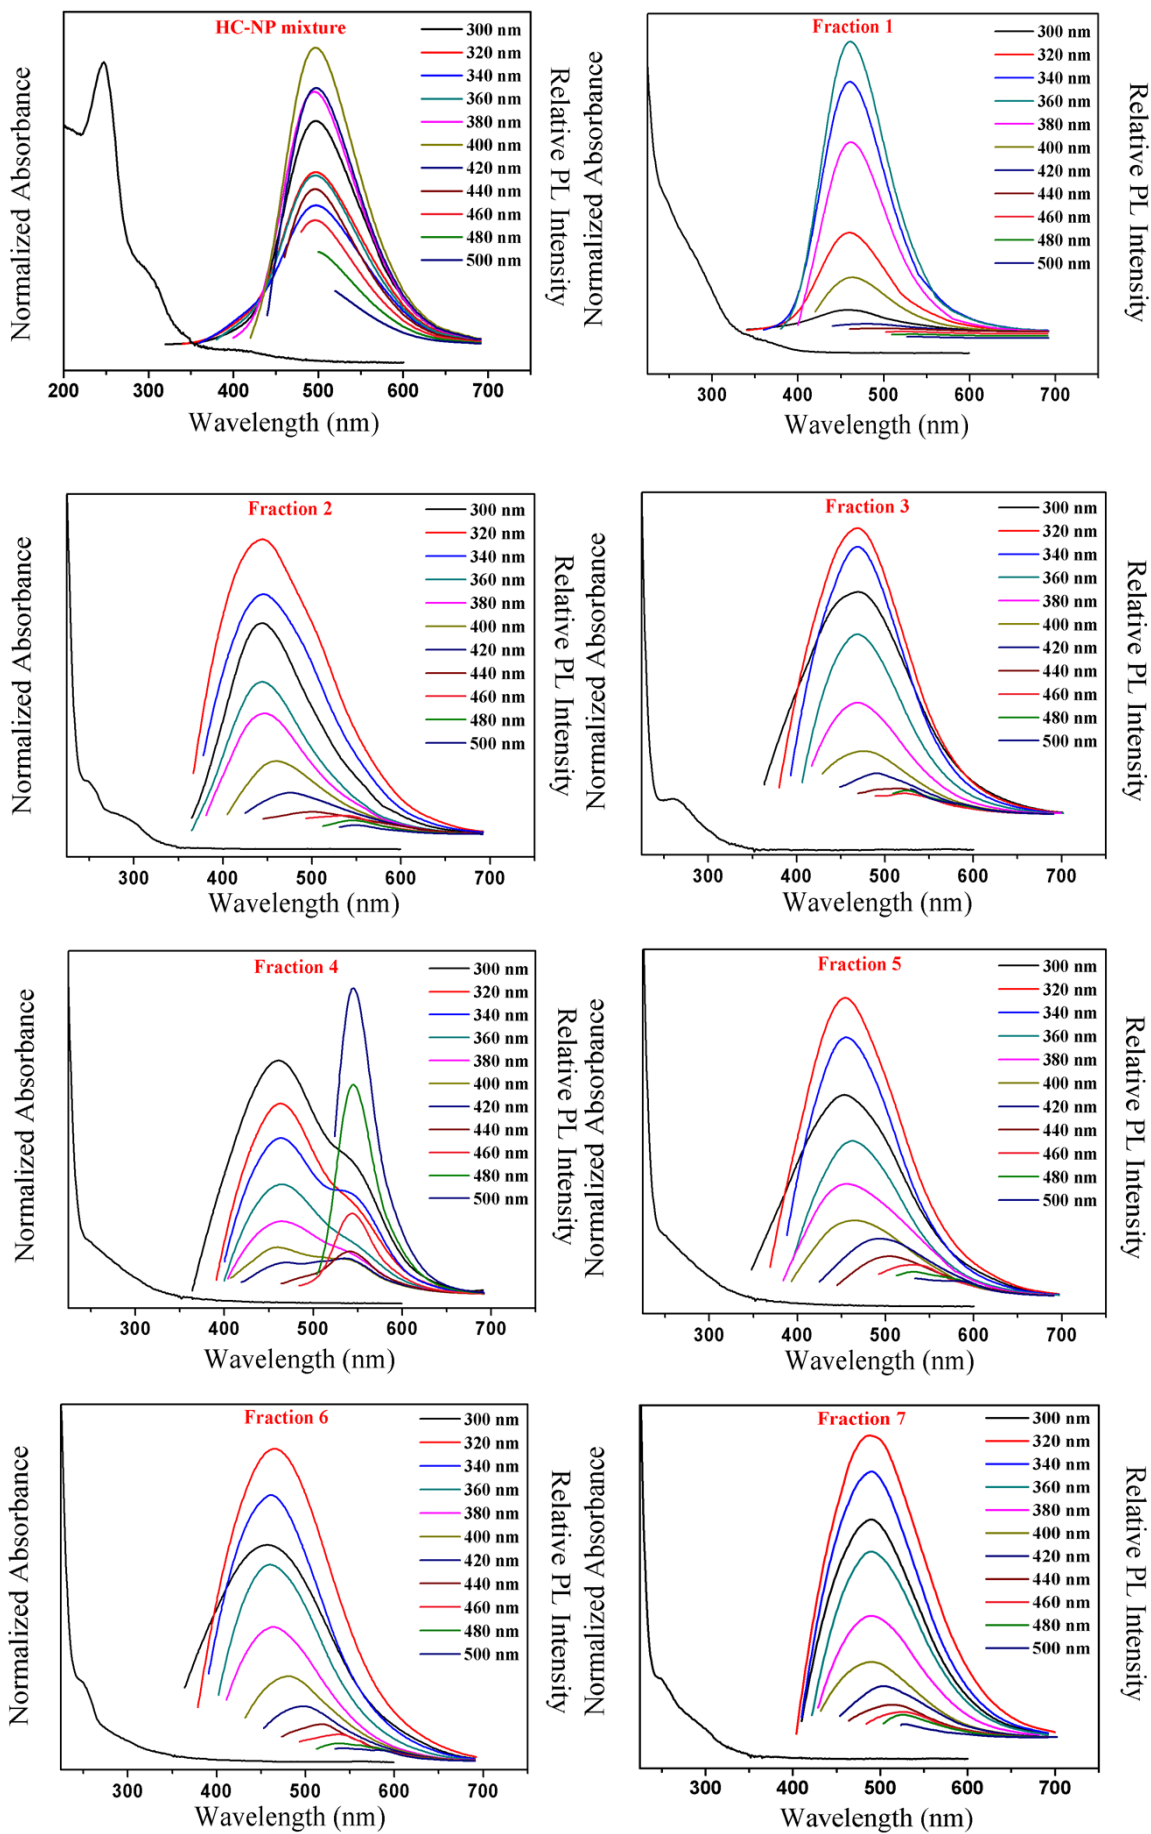 HC-NP mixture
Normalized Absorbance
Relative PL Intensity
300 nm
320 nm
340 nm
360 nm
380 nm
400 nm
420 nm
440 nm
460 nm
480 nm
500 nm
200 300 400 500 600 700
Wavelength (nm)
Fraction 1
Normalized Absorbance
Relative PL Intensity
300 nm
320 nm
340 nm
360 nm
380 nm
400 nm
420 nm
440 nm
460 nm
480 nm
500 nm
300 400 500 600 700
Wavelength (nm)
Fraction 2
Normalized Absorbance
Relative PL Intensity
300 nm
320 nm
340 nm
360 nm
380 nm
400 nm
420 nm
440 nm
460 nm
480 nm
500 nm
300 400 500 600 700
Wavelength (nm)
Fraction 3
Normalized Absorbance
Relative PL Intensity
300 nm
320 nm
340 nm
360 nm
380 nm
400 nm
420 nm
440 nm
460 nm
480 nm
500 nm
300 400 500 600 700
Wavelength (nm)
Fraction 4
Normalized Absorbance
Relative PL Intensity
300 nm
320 nm
340 nm
360 nm
380 nm
400 nm
420 nm
440 nm
460 nm
480 nm
500 nm
300 400 500 600 700
Wavelength (nm)
Fraction 5
Normalized Absorbance
Relative PL Intensity
300 nm
320 nm
340 nm
360 nm
380 nm
400 nm
420 nm
440 nm
460 nm
480 nm
500 nm
300 400 500 600 700
Wavelength (nm)
Fraction 6
Normalized Absorbance
Relative PL Intensity
300 nm
320 nm
340 nm
360 nm
380 nm
400 nm
420 nm
440 nm
460 nm
480 nm
500 nm
300 400 500 600 700
Wavelength (nm)
Fraction 7
Normalized Absorbance
Relative PL Intensity
300 nm
320 nm
340 nm
360 nm
380 nm
400 nm
420 nm
440 nm
460 nm
480 nm
500 nm
300 400 500 600 700
Wavelength (nm)